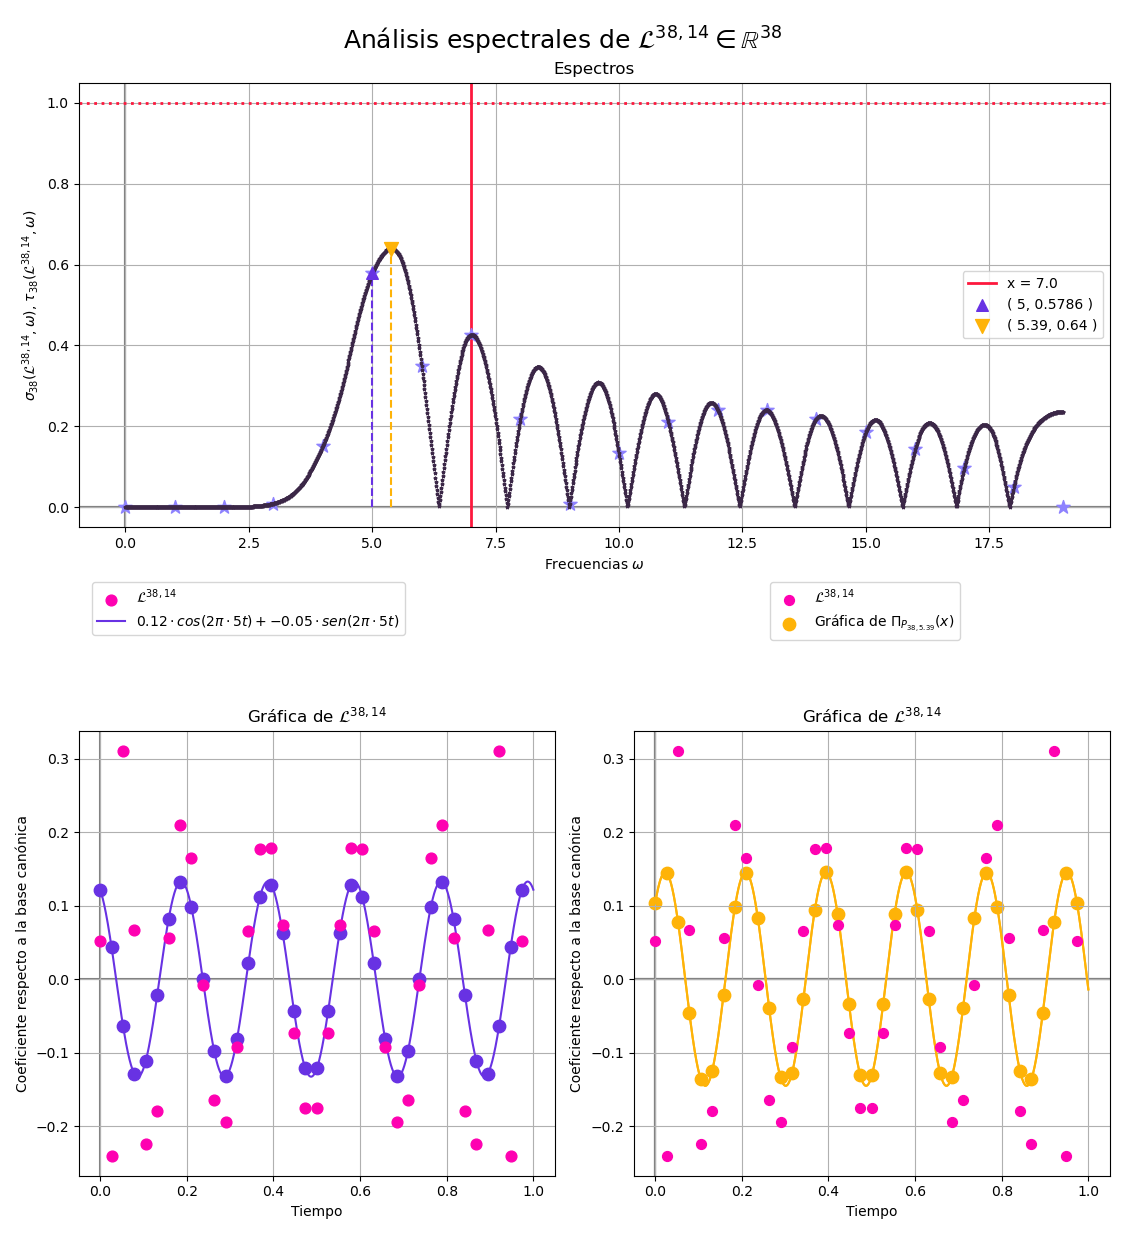 Análisis espectrales de $\mathcal{L}^{38,14} \in \mathbb{R}^{38}$
Espectros
1.0
0.8
0.6
0.4
0.2
0.0
$\sigma_{38}(\mathcal{L}^{38,14}, \omega), \tau_{38}(\mathcal{L}^{38,14}, \omega)$
x = 7.0
( 5, 0.5786 )
( 5.39, 0.64 )
0.0 2.5 5.0 7.5 10.0 12.5 15.0 17.5
Frecuencias ω
$\mathcal{L}^{38,14}$
$0.12 \cdot cos(2\pi \cdot 5t) + -0.05 \cdot sen(2\pi \cdot 5t)$
$\mathcal{L}^{38,14}$
Gráfica de $\Pi_{P_{38,5.39}}(x)$
Gráfica de $\mathcal{L}^{38,14}$
0.3
0.2
0.1
0.0
−0.1
−0.2
Coeficiente respecto a la base canónica
0.0 0.2 0.4 0.6 0.8 1.0
Tiempo
Gráfica de $\mathcal{L}^{38,14}$
0.3
0.2
0.1
0.0
−0.1
−0.2
Coeficiente respecto a la base canónica
0.0 0.2 0.4 0.6 0.8 1.0
Tiempo